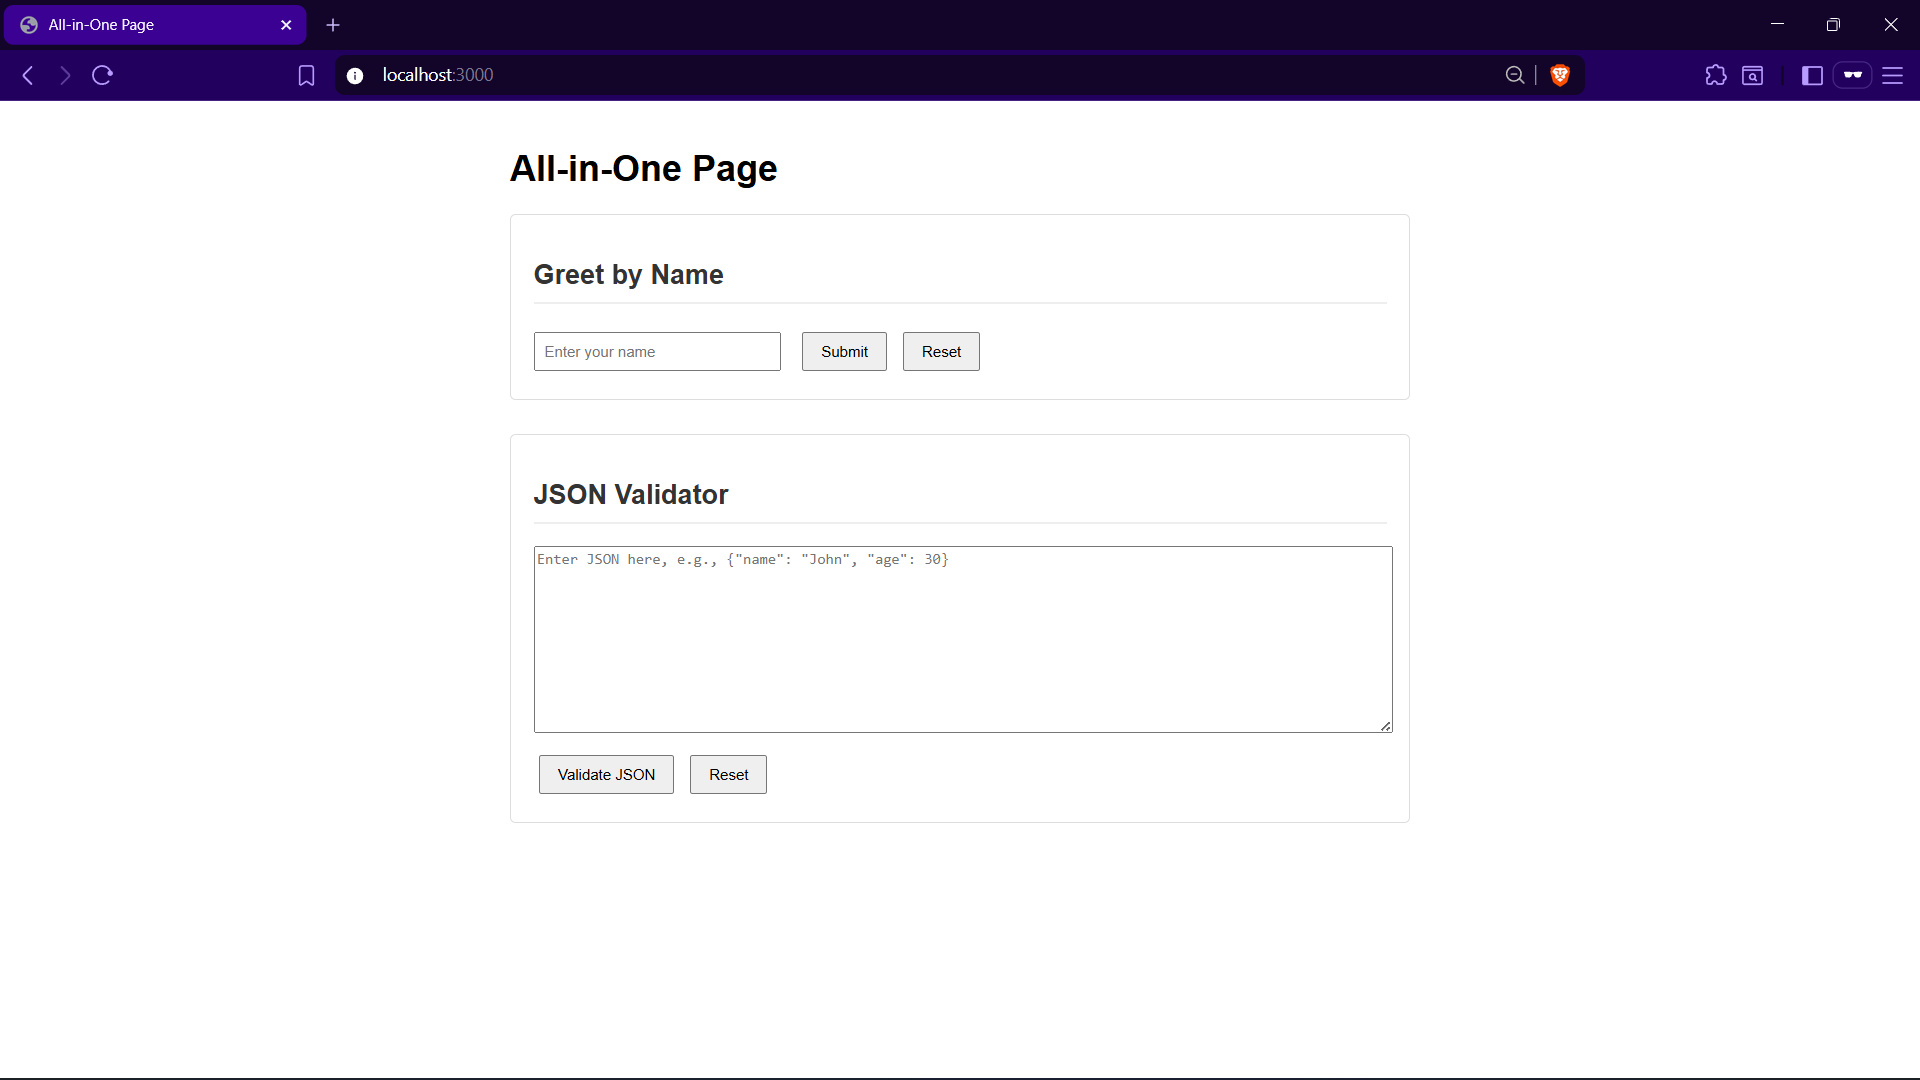 All-in-One Page
localhost:3000
All-in-One Page
Greet by Name
Enter your name
Submit
Reset
JSON Validator
Enter JSON here, e.g., {"name": "John", "age": 30}
Validate JSON
Reset